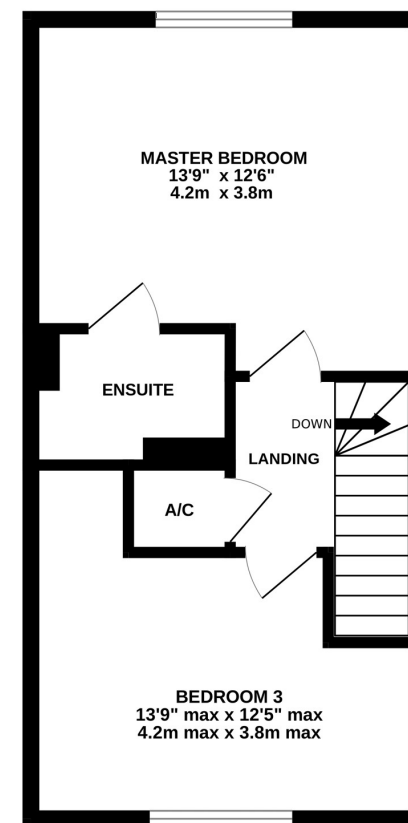 MASTER BEDROOM
13'9" x 12'6"
4.2m x 3.8m
ENSUITE
DOWN
LANDING
A/C
BEDROOM 3
13'9" max x 12'5" max
4.2m max x 3.8m max